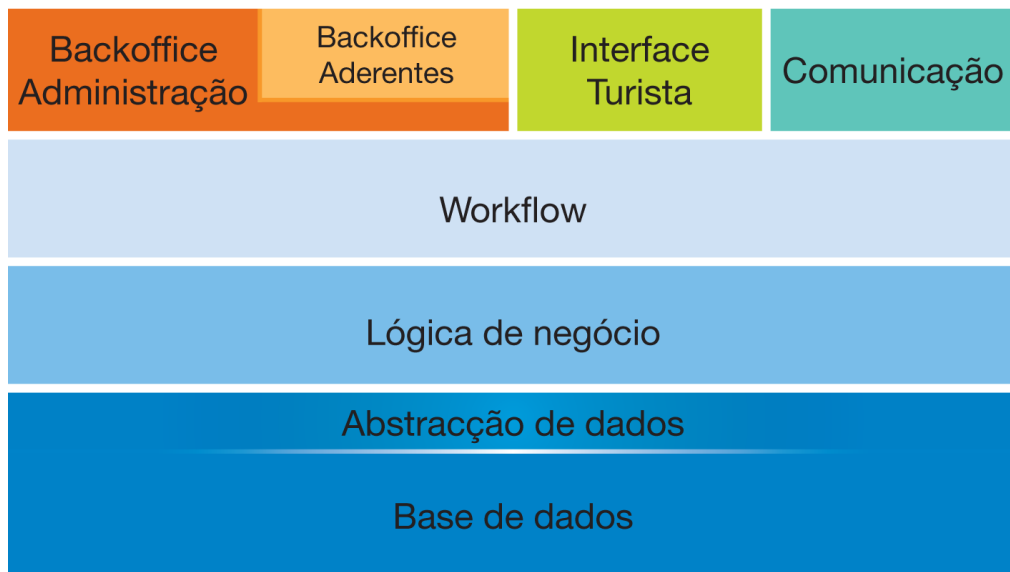 Backoffice
Administração
Backoffice
Aderentes
Interface
Turista
Comunicação
Workflow
Lógica de negócio
Abstracção de dados
Base de dados